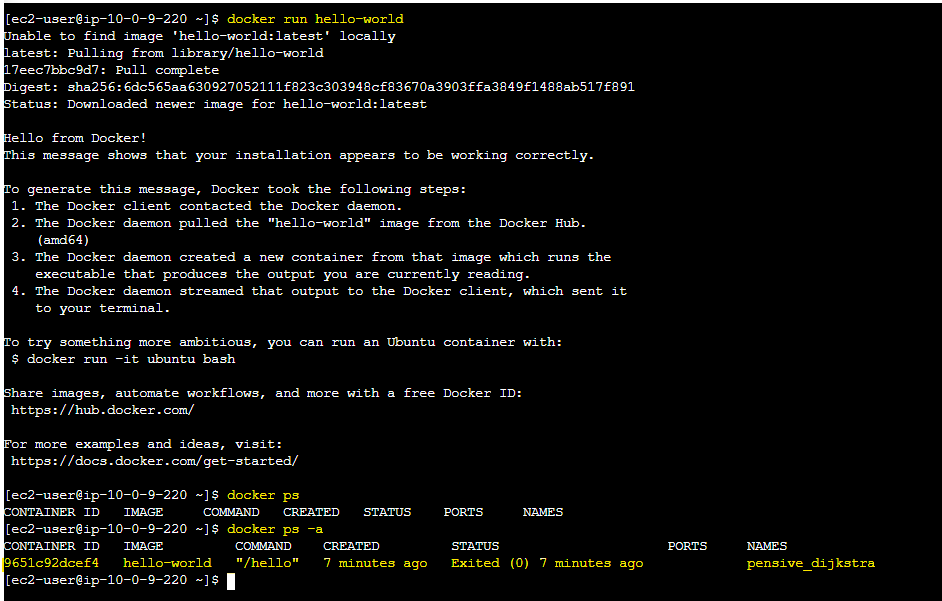 [ec2-user@ip-10-0-9-220 ~]$ docker run hello-world
Unable to find image 'hello-world:latest' locally
latest: Pulling from library/hello-world
17eec7bbc9d7: Pull complete
Digest: sha256:6dc565aa630927052111f823c303948cf83670a3903ffa3849f1488ab517f891
Status: Downloaded newer image for hello-world:latest

Hello from Docker!
This message shows that your installation appears to be working correctly.

To generate this message, Docker took the following steps:
 1. The Docker client contacted the Docker daemon.
 2. The Docker daemon pulled the "hello-world" image from the Docker Hub.
    (amd64)
 3. The Docker daemon created a new container from that image which runs the
    executable that produces the output you are currently reading.
 4. The Docker daemon streamed that output to the Docker client, which sent it
    to your terminal.

To try something more ambitious, you can run an Ubuntu container with:
 $ docker run -it ubuntu bash

Share images, automate workflows, and more with a free Docker ID:
 https://hub.docker.com/

For more examples and ideas, visit:
 https://docs.docker.com/get-started/

[ec2-user@ip-10-0-9-220 ~]$ docker ps
CONTAINER ID   IMAGE     COMMAND   CREATED   STATUS    PORTS     NAMES
[ec2-user@ip-10-0-9-220 ~]$ docker ps -a
CONTAINER ID   IMAGE         COMMAND    CREATED         STATUS                     PORTS     NAMES
9651c92dcef4   hello-world   "/hello"   7 minutes ago   Exited (0) 7 minutes ago             pensive_dijkstra
[ec2-user@ip-10-0-9-220 ~]$